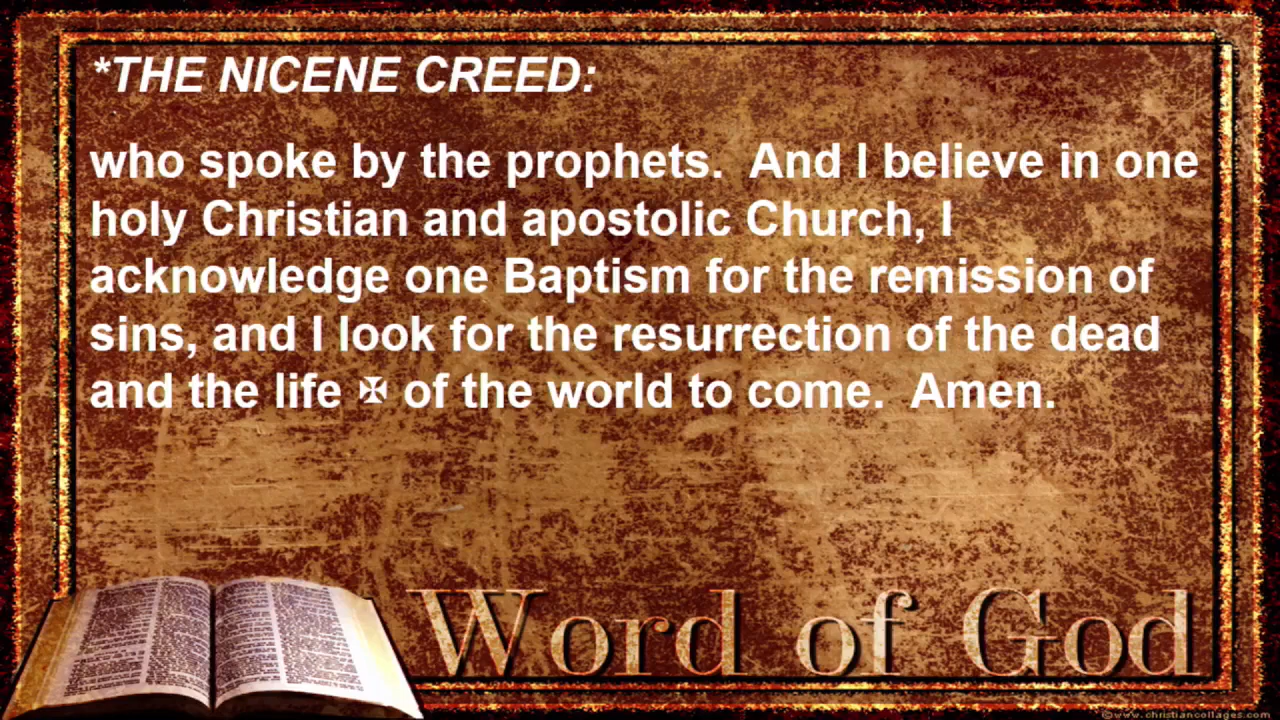 *THE NICENE CREED:
who spoke by the prophets.  And I believe in one
holy Christian and apostolic Church, I
acknowledge one Baptism for the remission of
sins, and I look for the resurrection of the dead
and the life ✠ of the world to come.  Amen.
Word of God
©www.christiancollages.com